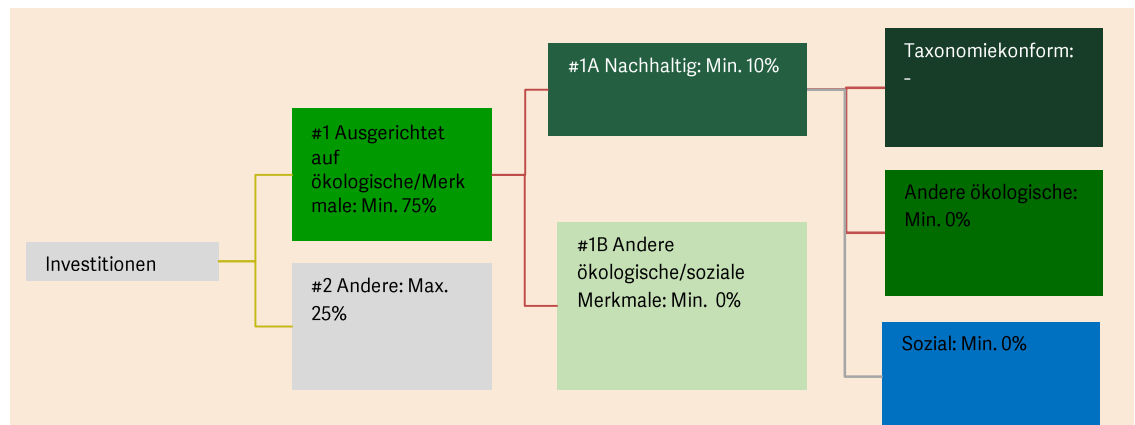 Investitionen
#1 Ausgerichtet
auf
ökologische/Merk
male: Min. 75%
#2 Andere: Max.
25%
#1A Nachhaltig: Min. 10%
#1B Andere
ökologische/soziale
Merkmale: Min.  0%
Taxonomiekonform:
-
Andere ökologische:
Min. 0%
Sozial: Min. 0%